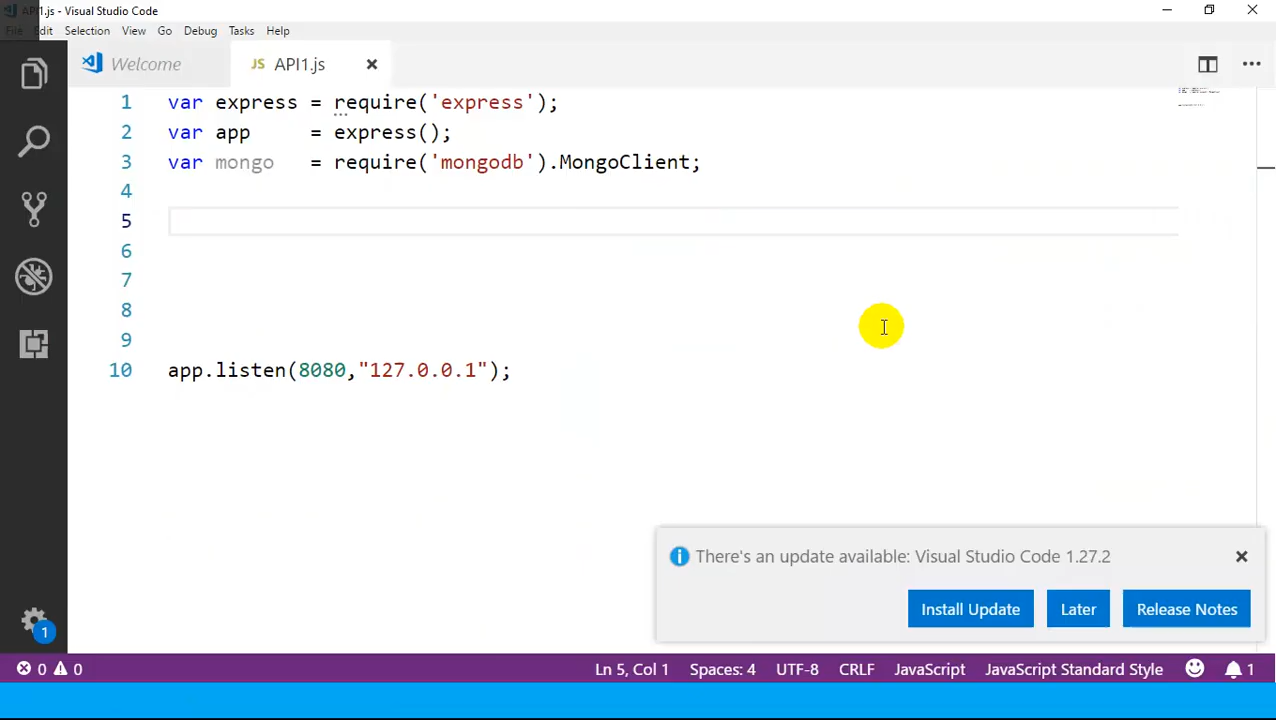 API1.js - Visual Studio Code
File Edit Selection View Go Debug Tasks Help
Welcome JS API1.js
1 var express = require('express');
2 var app     = express();
3 var mongo   = require('mongodb').MongoClient;
4
5
6
7
8
9
10 app.listen(8080,"127.0.0.1");
There's an update available: Visual Studio Code 1.27.2
Install Update Later Release Notes
1
0 0 Ln 5, Col 1 Spaces: 4 UTF-8 CRLF JavaScript JavaScript Standard Style 1